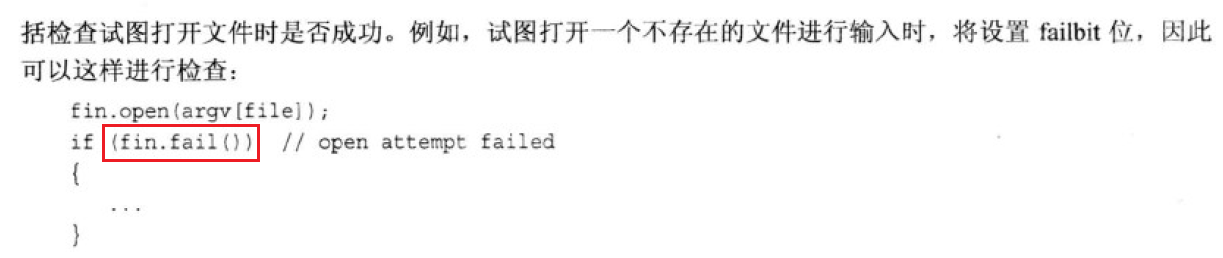 括检查试图打开文件时是否成功。例如，试图打开一个不存在的文件进行输入时，将设置 failbit 位，因此
可以这样进行检查：
fin.open(argv[file]);
if (fin.fail())  // open attempt failed
{
...
}